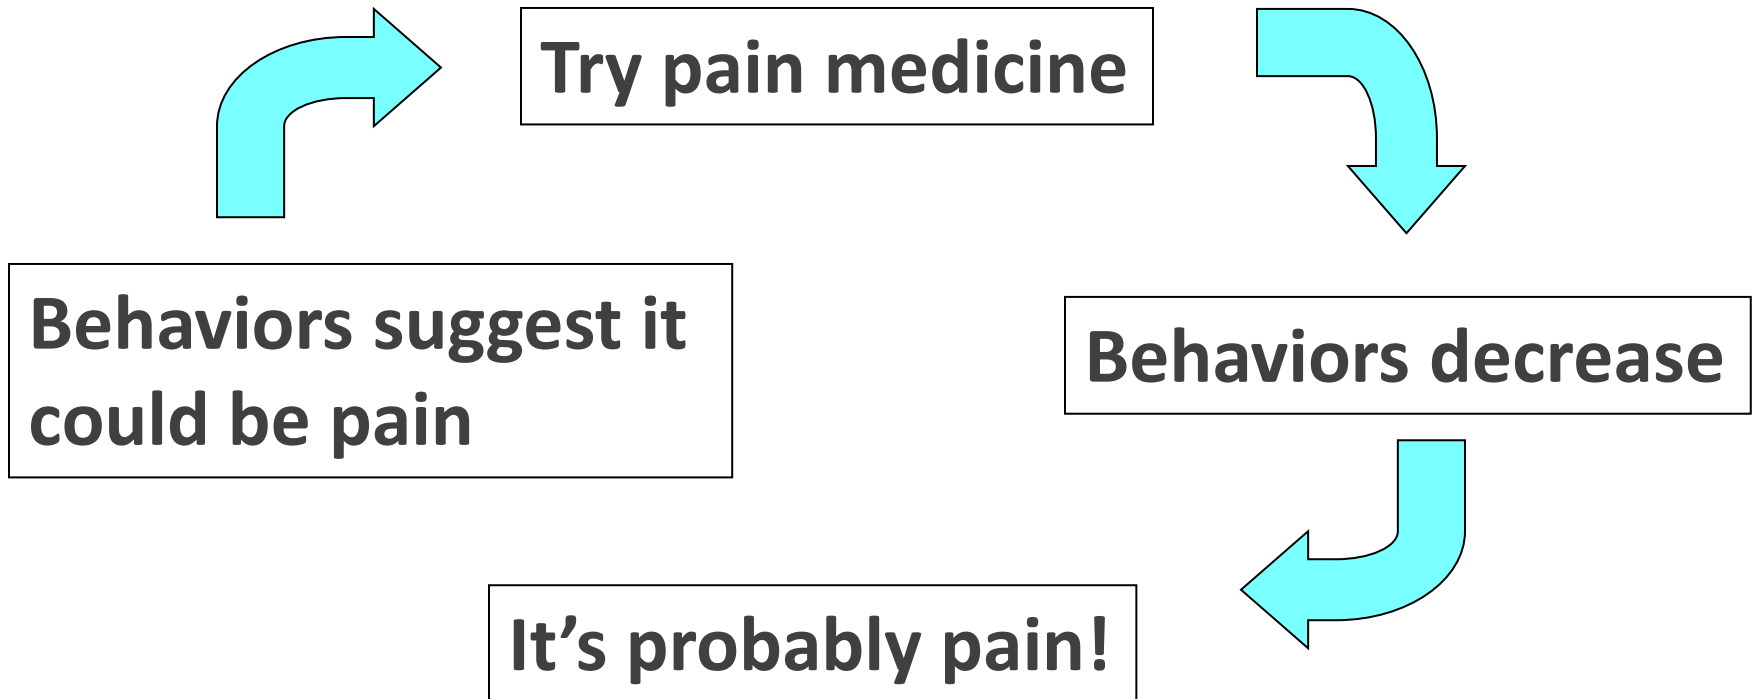 Try pain medicine
Behaviors suggest it
could be pain
Behaviors decrease
It’s probably pain!